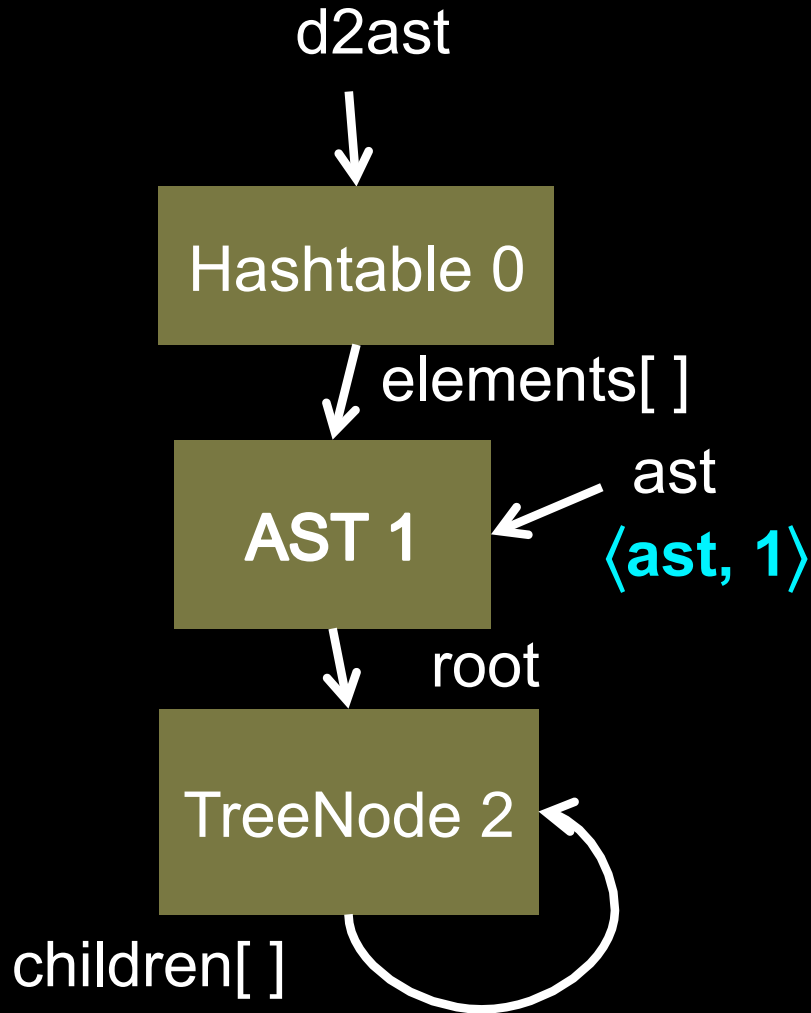 d2ast
Hashtable 0
elements[ ]
ast
AST 1
⟨ast, 1⟩
root
TreeNode 2
children[ ]